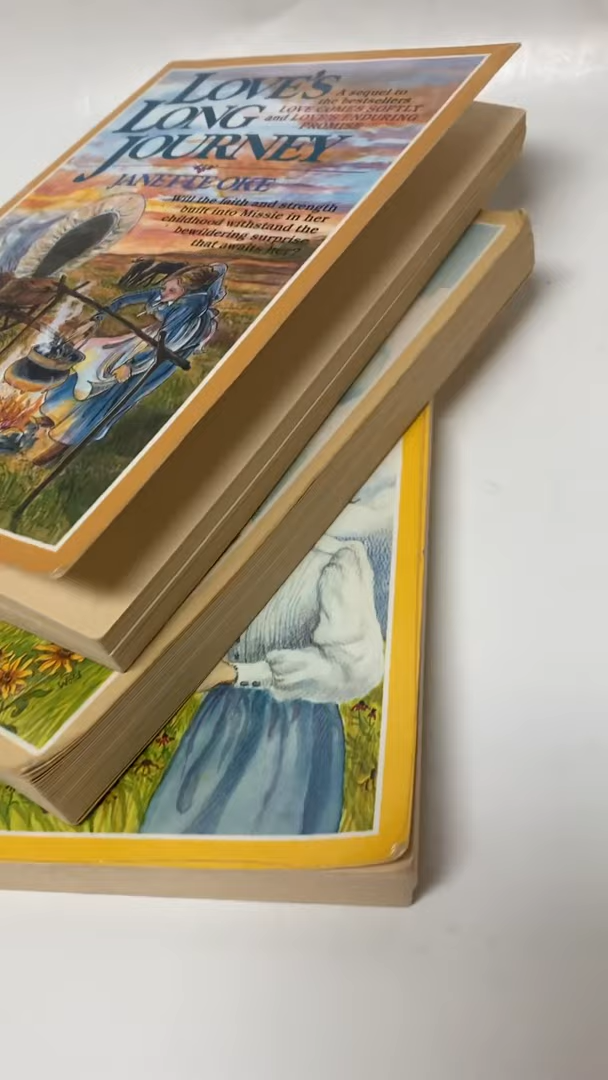 LOVE'S
LONG
JOURNEY
A sequel to
the bestsellers
LOVE COMES SOFTLY
and LOVE'S ENDURING
PROMISE
JANETTE OKE
Will the faith and strength
built into Missie in her
childhood withstand the
bewildering surprise
that awaits her?